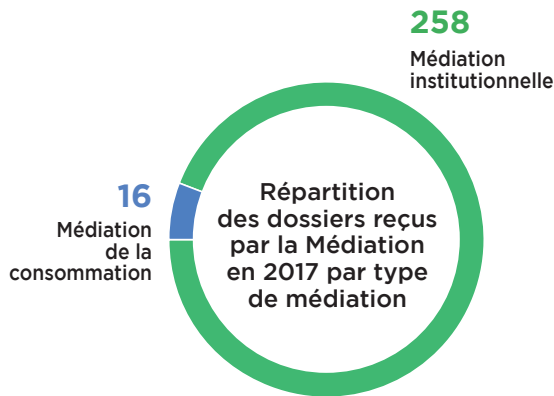 258
Médiation
institutionnelle
16
Médiation
de la
consommation
Répartition
des dossiers reçus
par la Médiation
en 2017 par type
de médiation